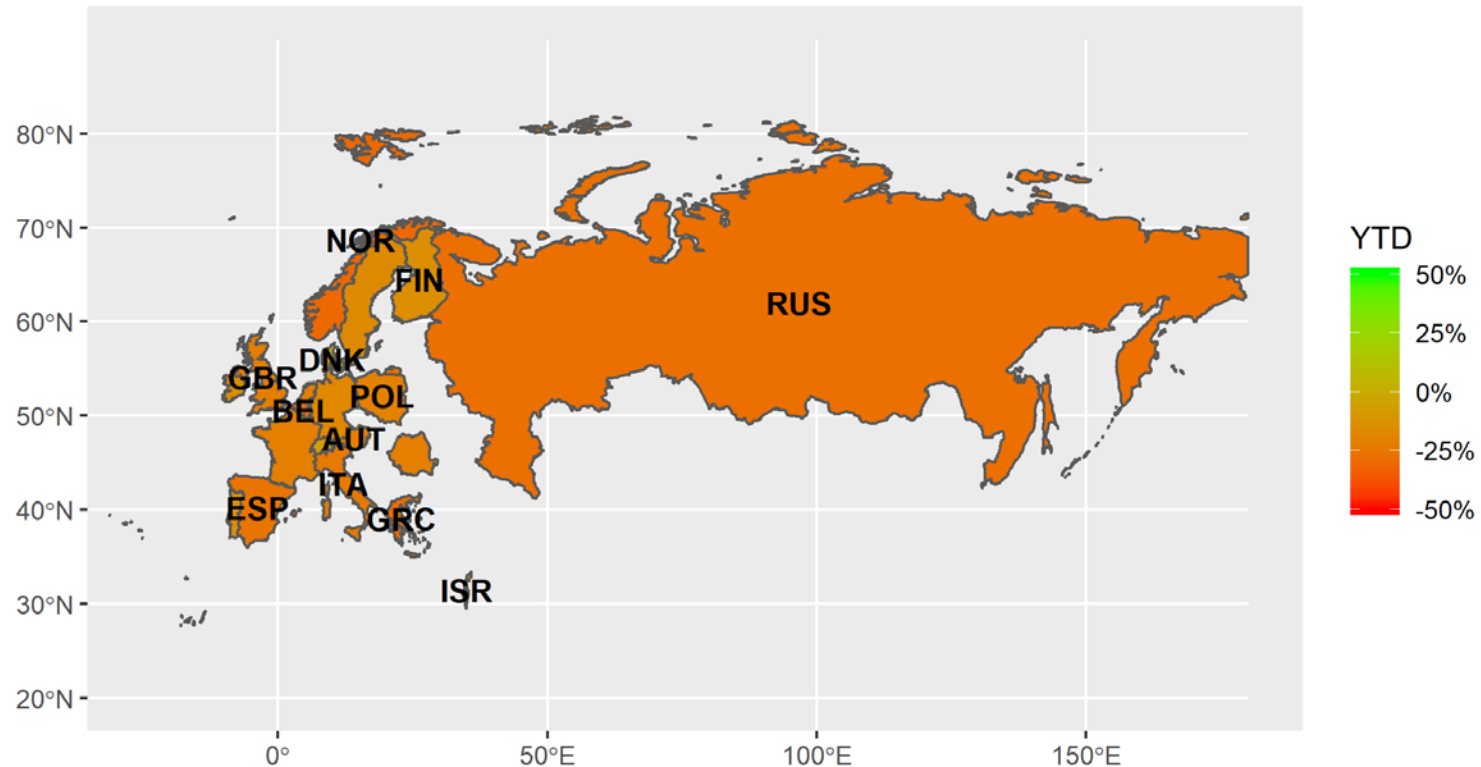 80°N
70°N
60°N
50°N
40°N
30°N
20°N
0°
50°E
100°E
150°E
NOR
FIN
RUS
DNK
GBR
POL
BEL
AUT
ITA
ESP
GRC
ISR
YTD
50%
25%
0%
-25%
-50%